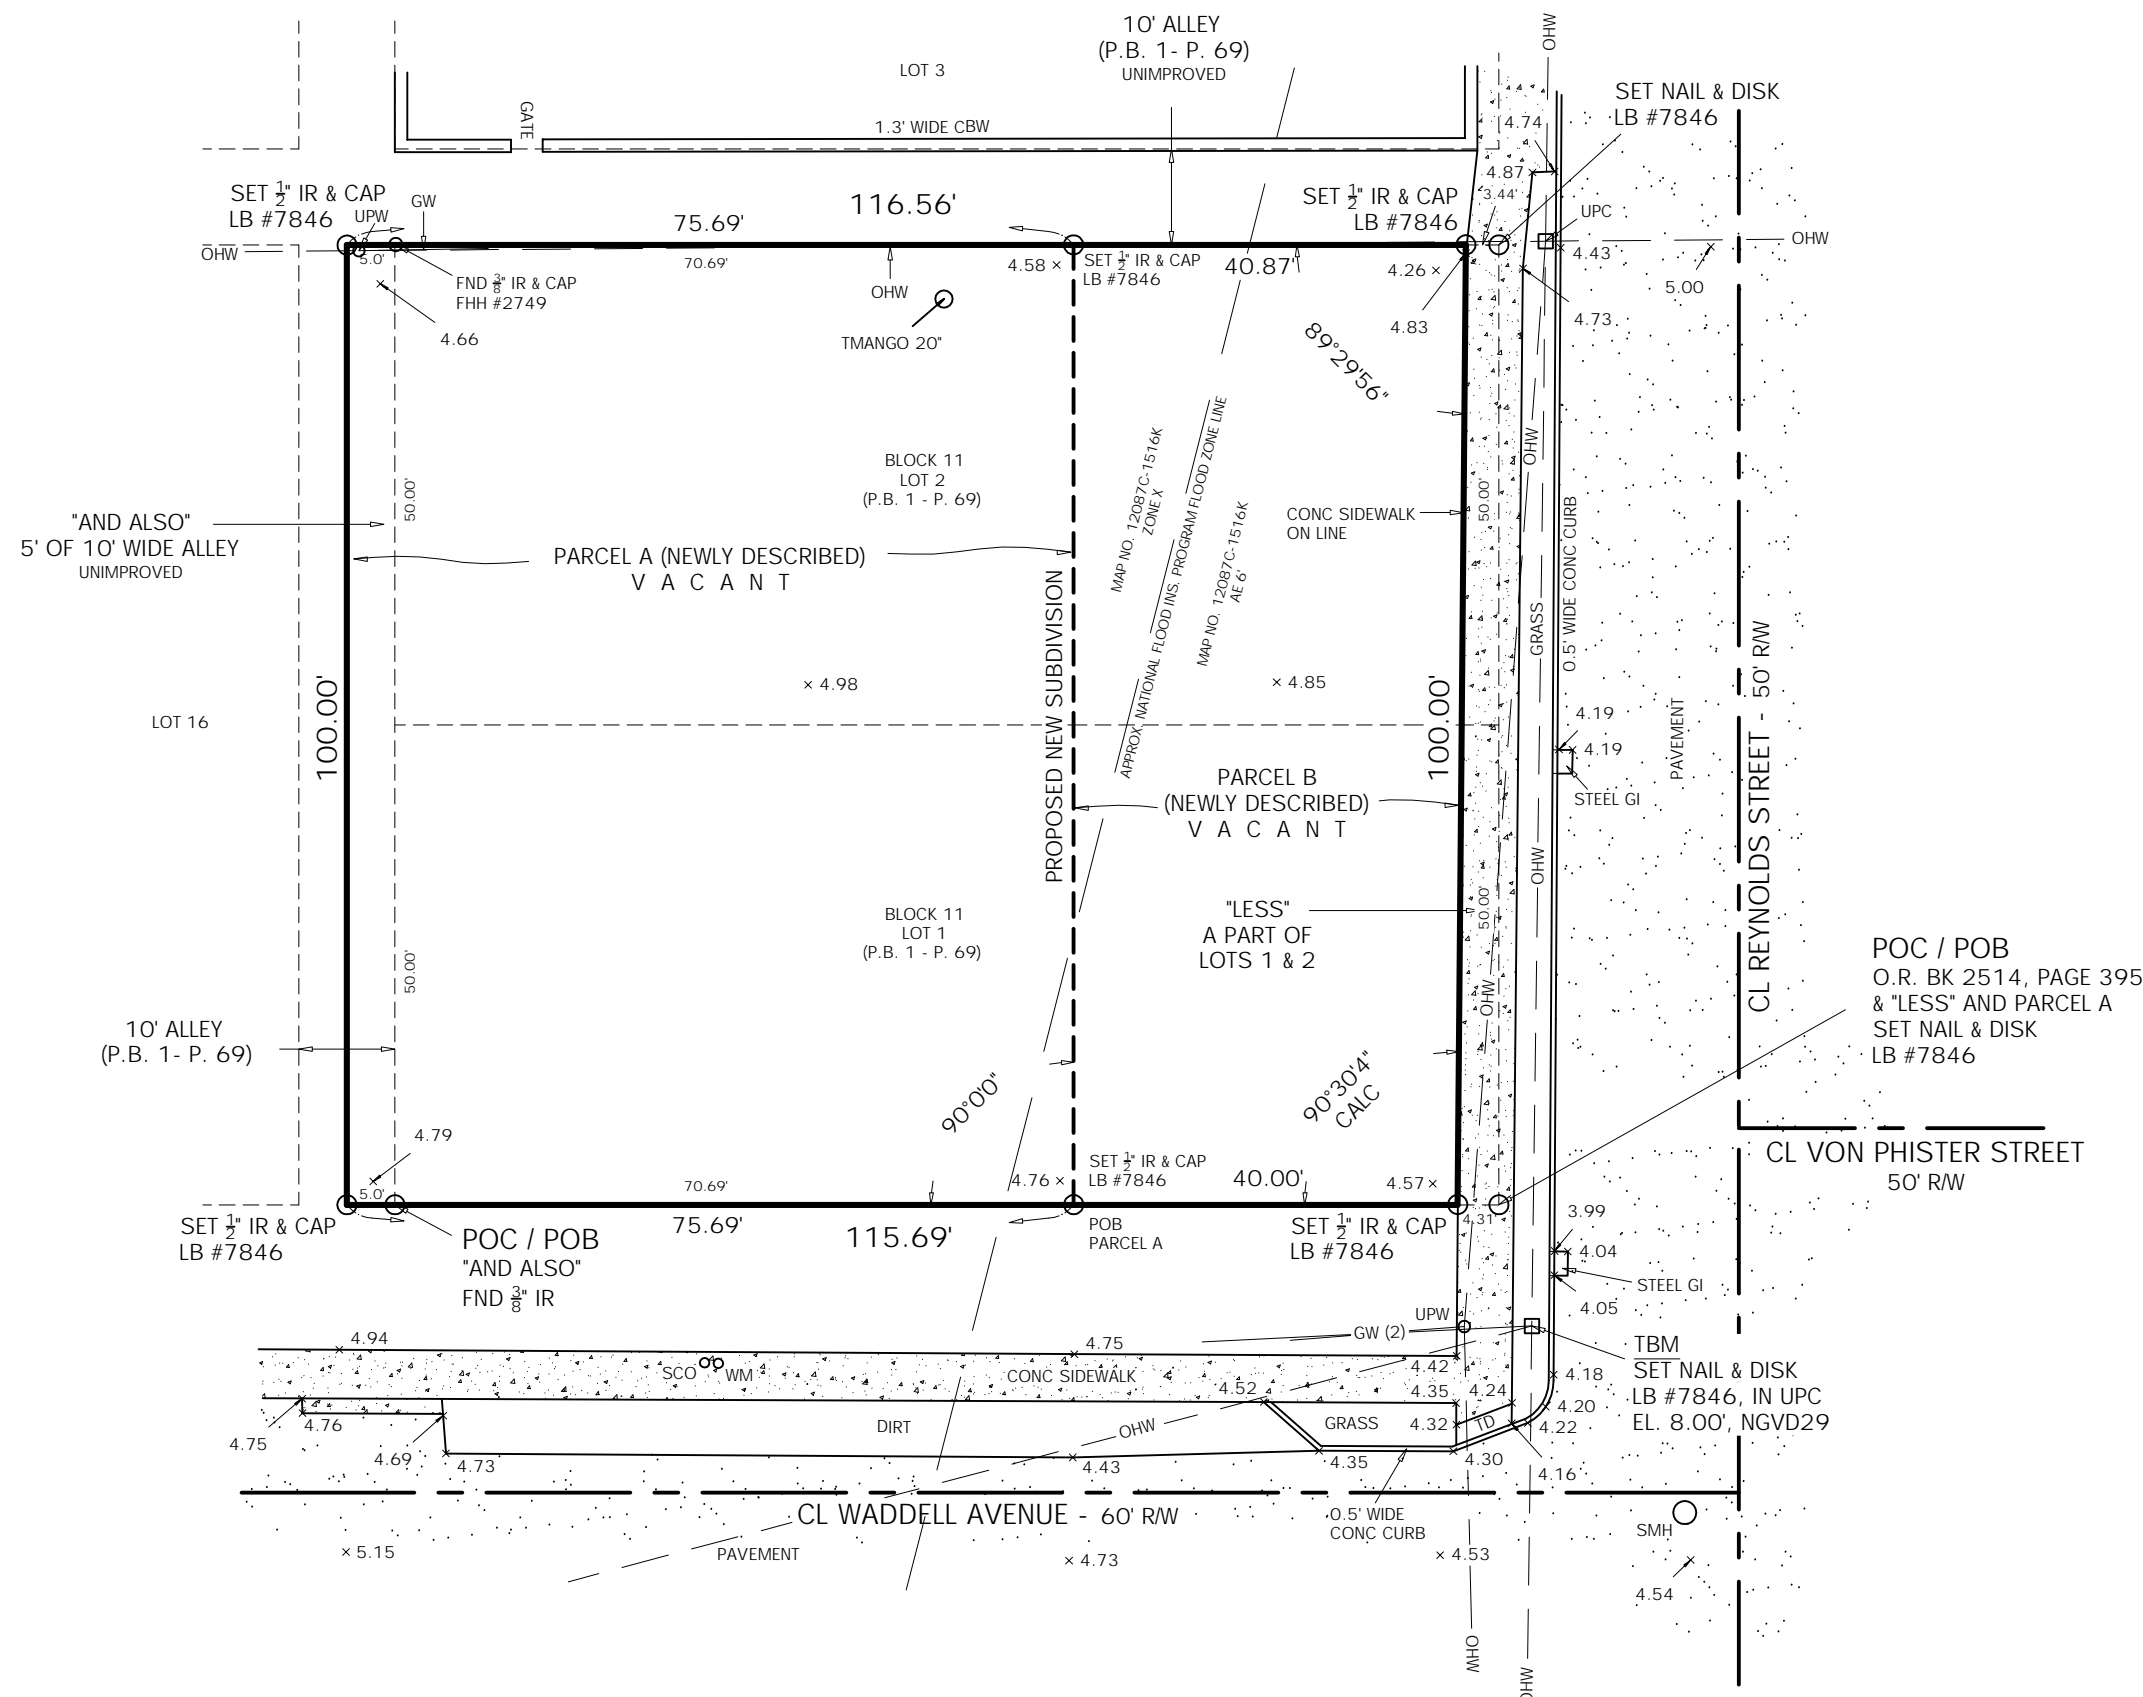 10' ALLEY
(P.B. 1- P. 69)
UNIMPROVED
LOT 3
OHW
SET NAIL & DISK
LB #7846
GATE
1.3' WIDE CBW
4.74
4.87
3.44'
SET 1/2" IR & CAP
LB #7846
UPW
GW
75.69'
116.56'
SET 1/2" IR & CAP
LB #7846
UPC
OHW
5.0'
70.69'
4.58 ×
SET 1/2" IR & CAP
LB #7846
40.87'
4.26 ×
4.43
OHW
FND 3/8" IR & CAP
FHH #2749
OHW
5.00
4.66
TMANGO 20"
4.83
4.73
89°29'56"
BLOCK 11
LOT 2
(P.B. 1 - P. 69)
MAP NO. 12087C-1516K
ZONE X
APPROX. NATIONAL FLOOD INS. PROGRAM FLOOD ZONE LINE
MAP NO. 12087C-1516K
AE 6'
50.00'
50.00'
OHW
CONC SIDEWALK
ON LINE
"AND ALSO"
5' OF 10' WIDE ALLEY
UNIMPROVED
PARCEL A (NEWLY DESCRIBED)
V A C A N T
PROPOSED NEW SUBDIVISION
GRASS
0.5' WIDE CONC CURB
100.00'
× 4.98
× 4.85
100.00'
LOT 16
4.19
4.19
STEEL GI
PAVEMENT
CL REYNOLDS STREET - 50' R/W
PARCEL B
(NEWLY DESCRIBED)
V A C A N T
OHW
BLOCK 11
LOT 1
(P.B. 1 - P. 69)
"LESS"
A PART OF
LOTS 1 & 2
50.00'
50.00'
OHW
POC / POB
O.R. BK 2514, PAGE 395
& "LESS" AND PARCEL A
SET NAIL & DISK
LB #7846
10' ALLEY
(P.B. 1- P. 69)
90°0'0"
90°30'4"
CALC
4.79
CL VON PHISTER STREET
50' R/W
5.0'
70.69'
4.76 ×
SET 1/2" IR & CAP
LB #7846
40.00'
4.57 ×
SET 1/2" IR & CAP
LB #7846
POC / POB
"AND ALSO"
FND 3/8" IR
75.69'
115.69'
POB
PARCEL A
SET 1/2" IR & CAP
LB #7846
4.31'
3.99
4.04
STEEL GI
4.05
UPW
GW (2)
TBM
SET NAIL & DISK
LB #7846, IN UPC
EL. 8.00', NGVD29
4.94
4.75
4.42
4.18
SCO
WM
CONC SIDEWALK
4.52
4.35
4.24
4.20
4.75
4.76
DIRT
OHW
GRASS
4.32
TD
4.22
4.69
4.73
4.43
4.35
4.30
4.16
CL WADDELL AVENUE - 60' R/W
0.5' WIDE
CONC CURB
SMH
× 5.15
PAVEMENT
× 4.73
× 4.53
4.54
OHW
OHW